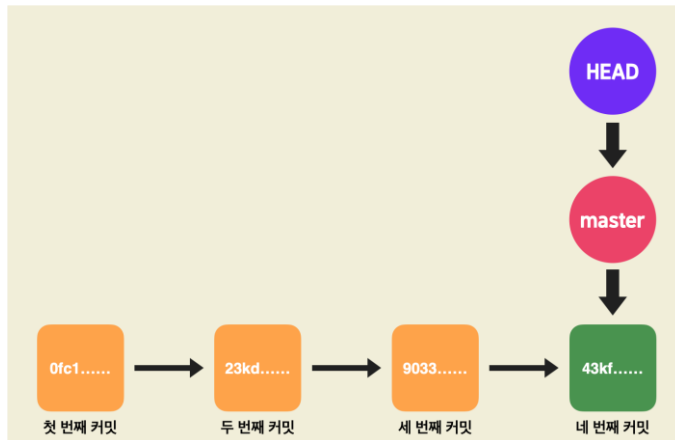 HEAD
master
0fc1......
23kd......
9033......
43kf......
첫 번째 커밋
두 번째 커밋
세 번째 커밋
네 번째 커밋